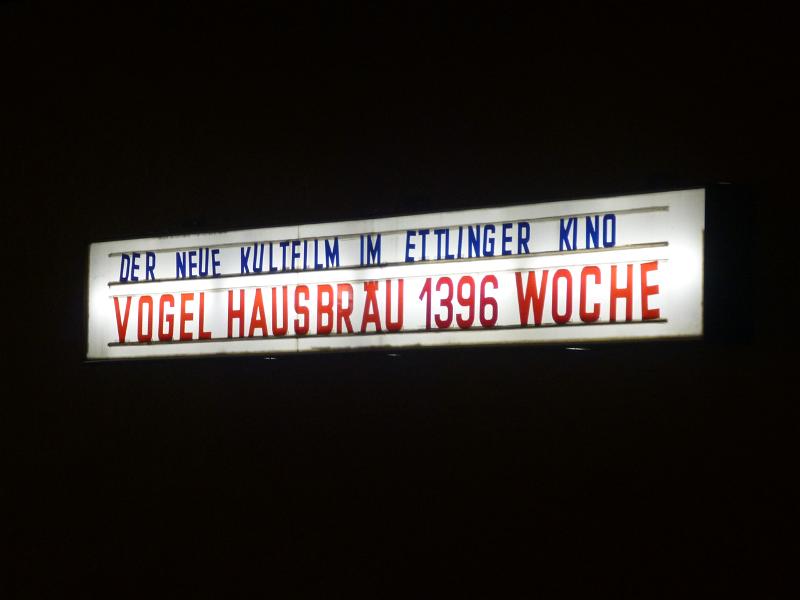 DER NEUE KULTFILM IM ETTLINGER KINO
VOGEL HAUSBRÄU 1396 WOCHE